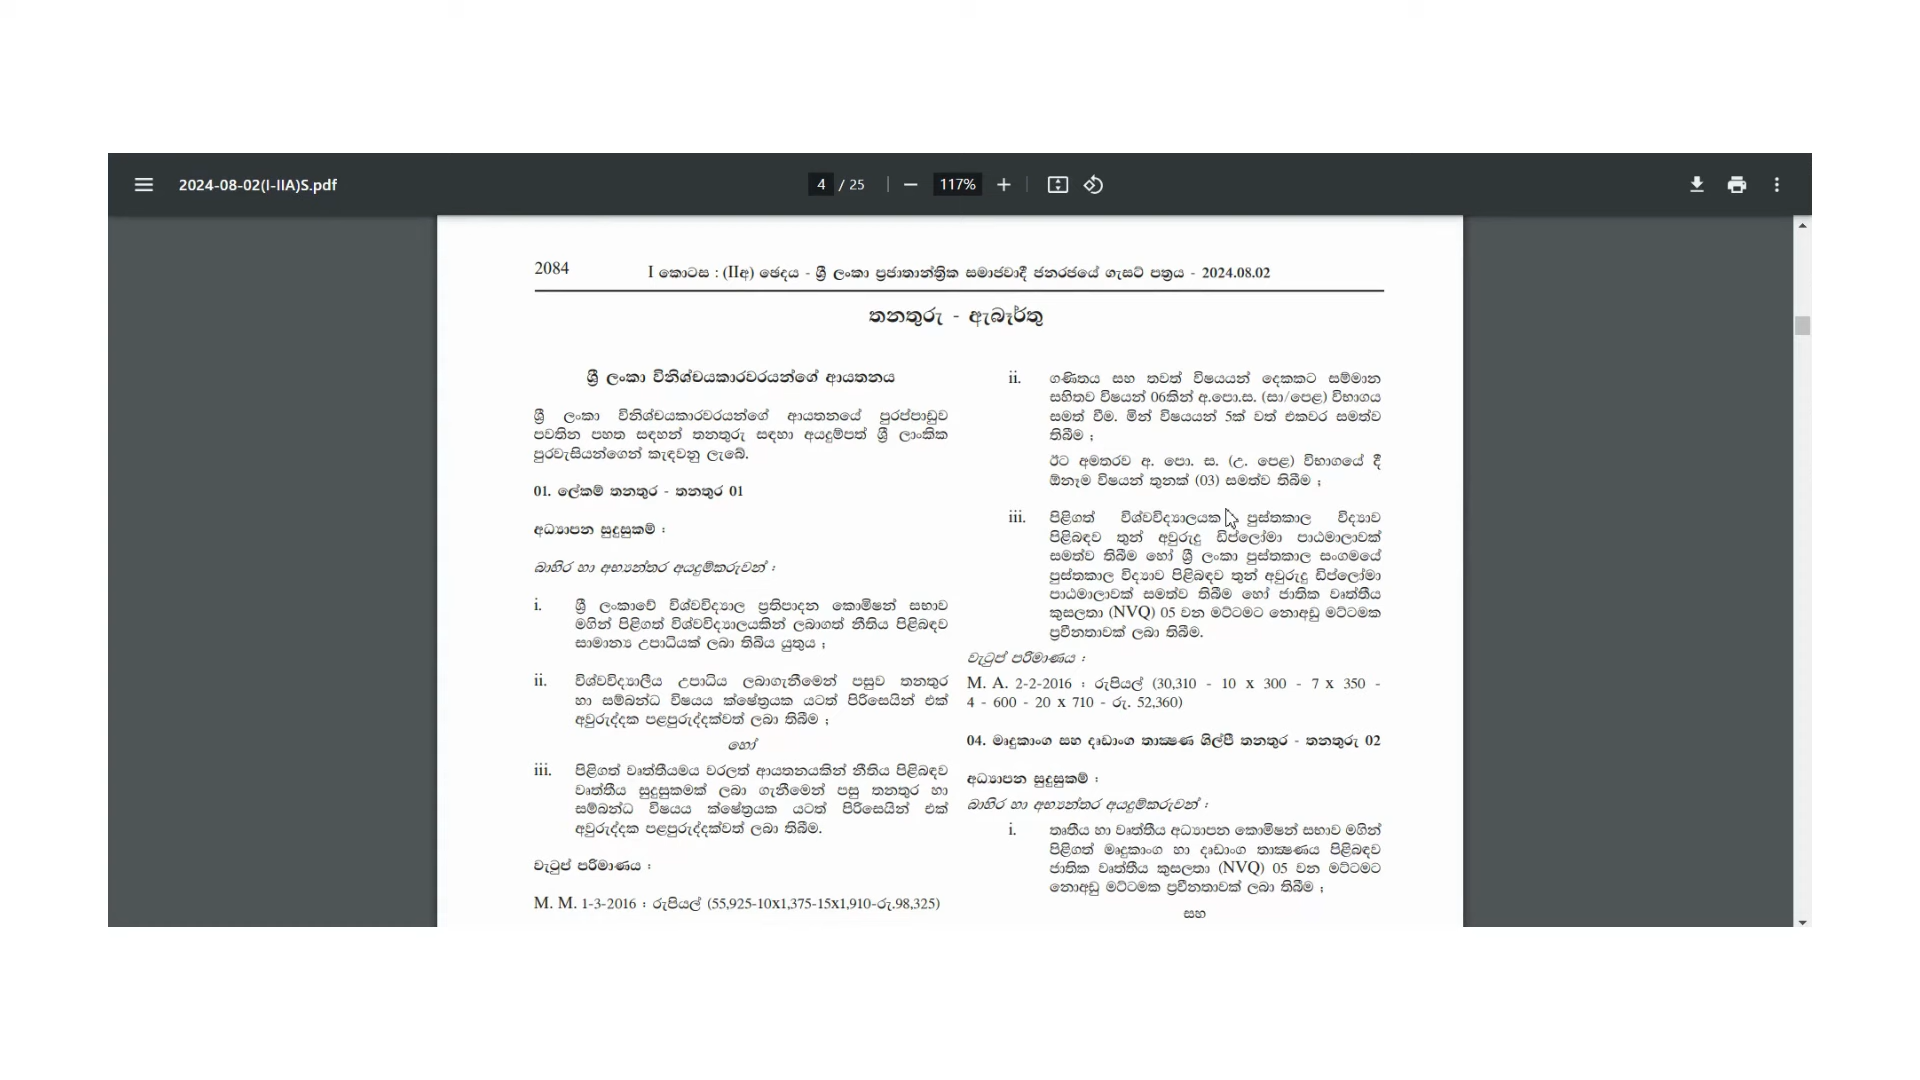 2024-08-02(I-IIA)S.pdf
4 / 25
117%
2084
I කොටස : (IIඅ) ඡෙදය - ශ්‍රී ලංකා ප්‍රජාතාන්ත්‍රික සමාජවාදී ජනරජයේ ගැසට් පත්‍රය - 2024.08.02
තනතුරු - ඇබෑර්තු
ශ්‍රී ලංකා විනිශ්චයකාරවරයන්ගේ ආයතනය
ශ්‍රී ලංකා විනිශ්චයකාරවරයන්ගේ ආයතනයේ පුරප්පාඩුව
පවතින පහත සඳහන් තනතුරු සඳහා අයදුම්පත් ශ්‍රී ලාංකික
පුරවැසියන්ගෙන් කැඳවනු ලැබේ.
01. ලේකම් තනතුර - තනතුර 01
අධ්‍යාපන සුදුසුකම් :
බාහිර හා අභ්‍යන්තර අයදුම්කරුවන් :
i. ශ්‍රී ලංකාවේ විශ්වවිද්‍යාල ප්‍රතිපාදන කොමිෂන් සභාව
මගින් පිළිගත් විශ්වවිද්‍යාලයකින් ලබාගත් නීතිය පිළිබඳව
සාමාන්‍ය උපාධියක් ලබා තිබිය යුතුය ;
ii. විශ්වවිද්‍යාලීය උපාධිය ලබාගැනීමෙන් පසුව තනතුර
හා සම්බන්ධ විෂයය ක්ෂේත්‍රයක යටත් පිරිසෙයින් එක්
අවුරුද්දක පළපුරුද්දක්වත් ලබා තිබීම ;
හෝ
iii. පිළිගත් වෘත්තීයමය වරලත් ආයතනයකින් නීතිය පිළිබඳව
වෘත්තීය සුදුසුකමක් ලබා ගැනීමෙන් පසු තනතුර හා
සම්බන්ධ විෂයය ක්ෂේත්‍රයක යටත් පිරිසෙයින් එක්
අවුරුද්දක පළපුරුද්දක්වත් ලබා තිබීම.
වැටුප් පරිමාණය :
M. M. 1-3-2016 : රුපියල් (55,925-10x1,375-15x1,910-රු.98,325)
ii. ගණිතය සහ තවත් විෂයයන් දෙකකට සම්මාන
සහිතව විෂයන් 06කින් අ.පො.ස. (සා/පෙළ) විභාගය
සමත් වීම. මින් විෂයයන් 5ක් වත් එකවර සමත්ව
තිබීම ;
ඊට අමතරව අ. පො. ස. (උ. පෙළ) විභාගයේ දී
ඕනෑම විෂයන් තුනක් (03) සමත්ව තිබීම ;
iii. පිළිගත් විශ්වවිද්‍යාලයක පුස්තකාල විද්‍යාව
පිළිබඳව තුන් අවුරුදු ඩිප්ලෝමා පාඨමාලාවක්
සමත්ව තිබීම හෝ ශ්‍රී ලංකා පුස්තකාල සංගමයේ
පුස්තකාල විද්‍යාව පිළිබඳව තුන් අවුරුදු ඩිප්ලෝමා
පාඨමාලාවක් සමත්ව තිබීම හෝ ජාතික වෘත්තීය
කුසලතා (NVQ) 05 වන මට්ටමට නොඅඩු මට්ටමක
ප්‍රවීනතාවක් ලබා තිබීම.
වැටුප් පරිමාණය :
M. A. 2-2-2016 : රුපියල් (30,310 - 10 x 300 - 7 x 350 -
4 - 600 - 20 x 710 - රු. 52,360)
04. මෘදුකාංග සහ දෘඩාංග තාක්‍ෂණ ශිල්පී තනතුර - තනතුරු 02
අධ්‍යාපන සුදුසුකම් :
බාහිර හා අභ්‍යන්තර අයදුම්කරුවන් :
i. තෘතීය හා වෘත්තීය අධ්‍යාපන කොමිෂන් සභාව මගින්
පිළිගත් මෘදුකාංග හා දෘඩාංග තාක්‍ෂණය පිළිබඳව
ජාතික වෘත්තීය කුසලතා (NVQ) 05 වන මට්ටමට
නොඅඩු මට්ටමක ප්‍රවීනතාවක් ලබා තිබීම ;
සහ